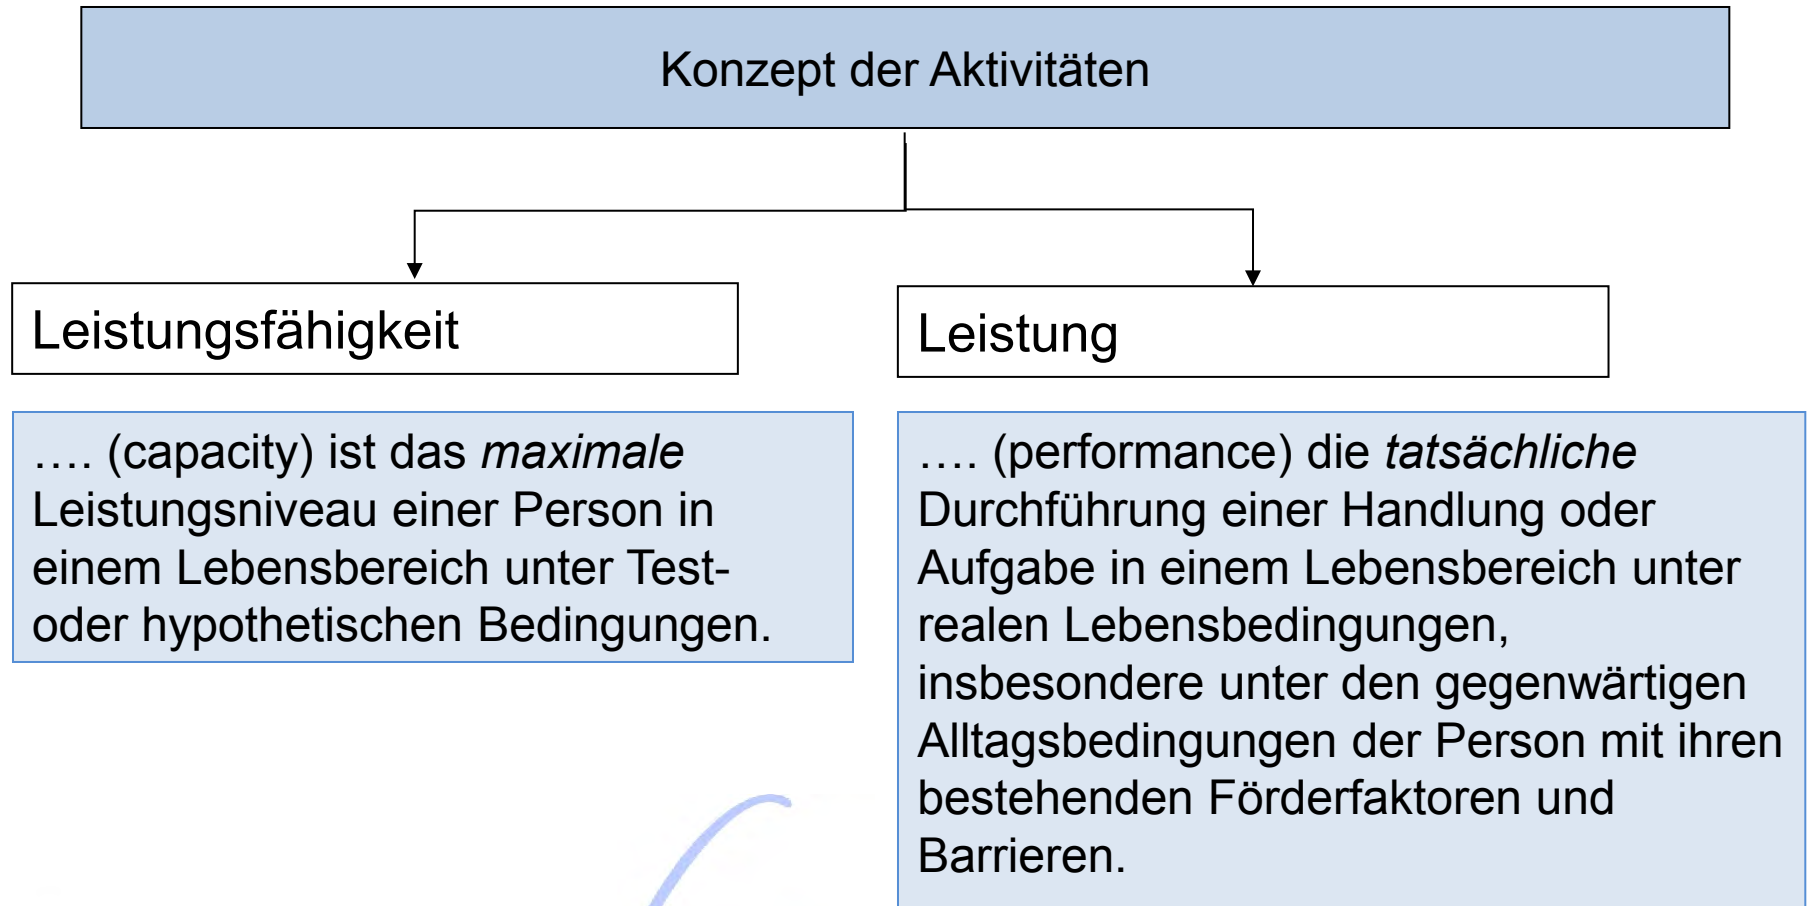 Konzept der Aktivitäten
Leistungsfähigkeit
…. (capacity) ist das maximale
Leistungsniveau einer Person in
einem Lebensbereich unter Test-
oder hypothetischen Bedingungen.
Leistung
…. (performance) die tatsächliche
Durchführung einer Handlung oder
Aufgabe in einem Lebensbereich unter
realen Lebensbedingungen,
insbesondere unter den gegenwärtigen
Alltagsbedingungen der Person mit ihren
bestehenden Förderfaktoren und
Barrieren.